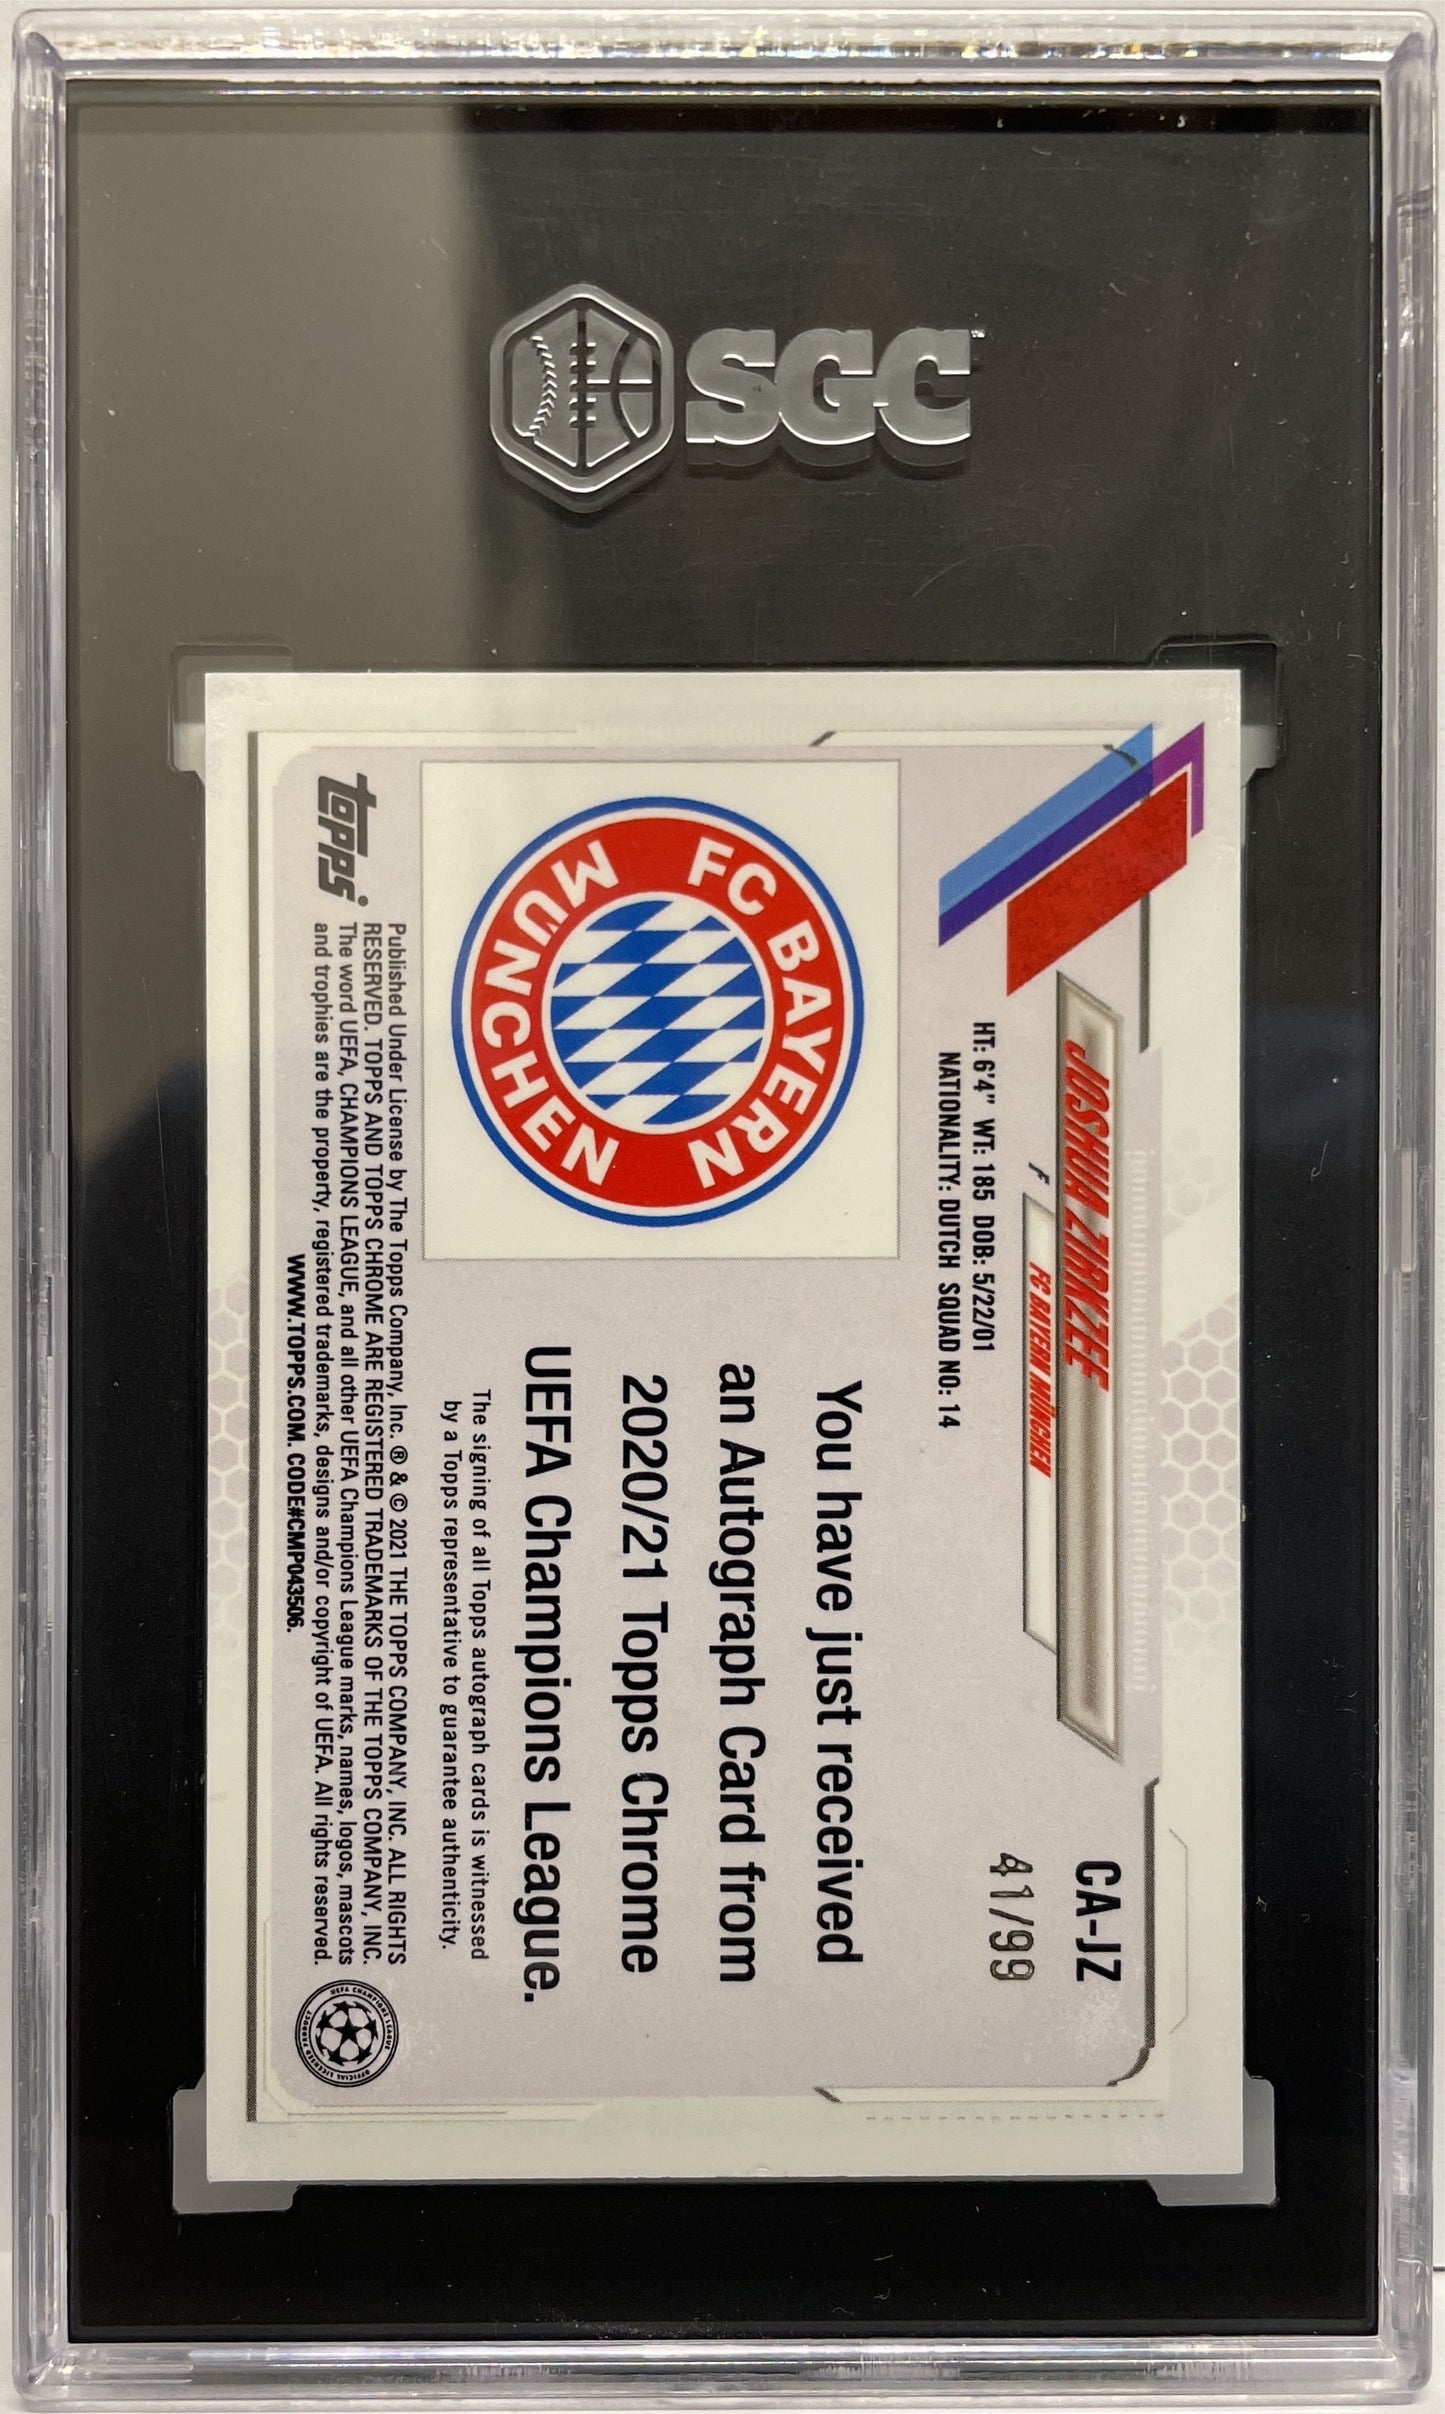 SGC
CA-JZ
41/99
JOSHUA ZIRKZEE
F
FC BAYERN MÜNCHEN
HT: 6'4" WT: 185 DOB: 5/22/01
NATIONALITY: DUTCH SQUAD NO: 14
FC BAYERN
MÜNCHEN
You have just received
an Autograph Card from
2020/21 Topps Chrome
UEFA Champions League.
The signing of all Topps autograph cards is witnessed
by a Topps representative to guarantee authenticity.
topps®
Published Under License by The Topps Company, Inc. ® & © 2021 THE TOPPS COMPANY, INC. ALL RIGHTS
RESERVED. TOPPS AND TOPPS CHROME ARE REGISTERED TRADEMARKS OF THE TOPPS COMPANY, INC.
The word UEFA, CHAMPIONS LEAGUE, and all other UEFA Champions League marks, names, logos, mascots
and trophies are the property, registered trademarks, designs and/or copyright of UEFA. All rights reserved.
WWW.TOPPS.COM. CODE#CMP043506.
UEFA CHAMPIONS LEAGUE
OFFICIAL LICENSED PRODUCT